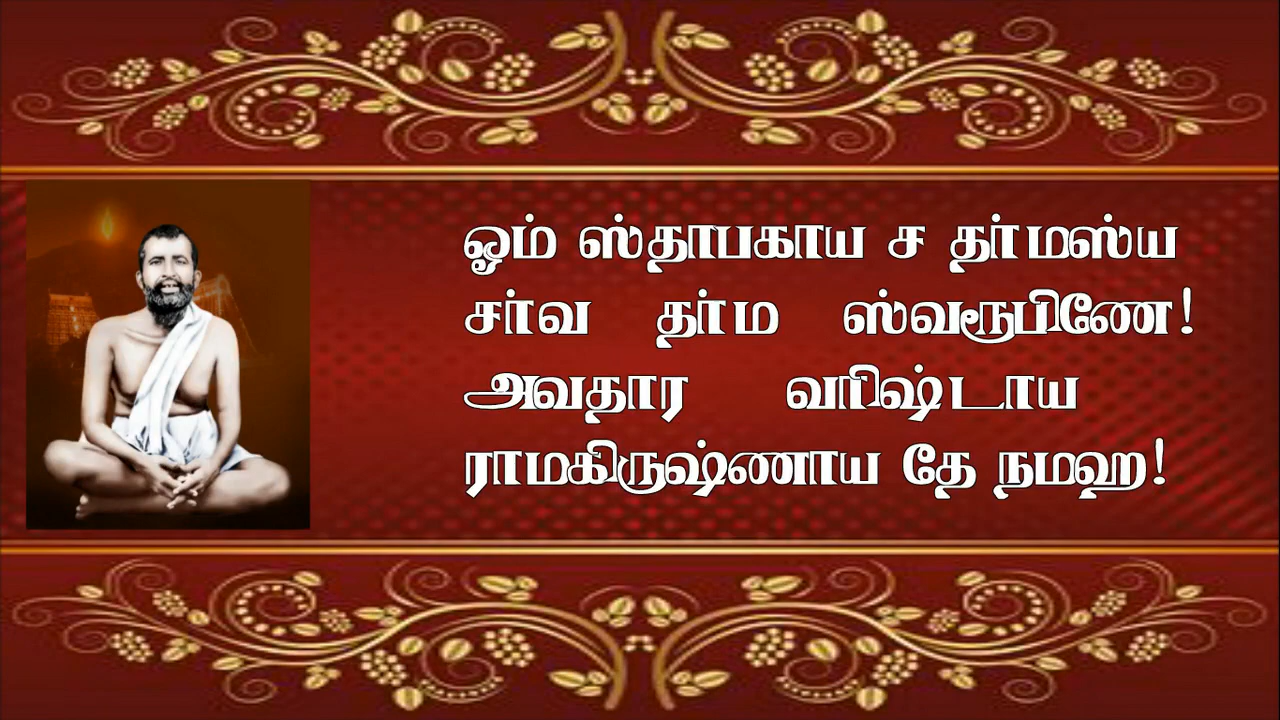 ஓம் ஸ்தாபகாய ச தர்மஸ்ய
சர்வ தர்ம ஸ்வரூபிணே!
அவதார வரிஷ்டாய
ராமகிருஷ்ணாய தே நமஹ!